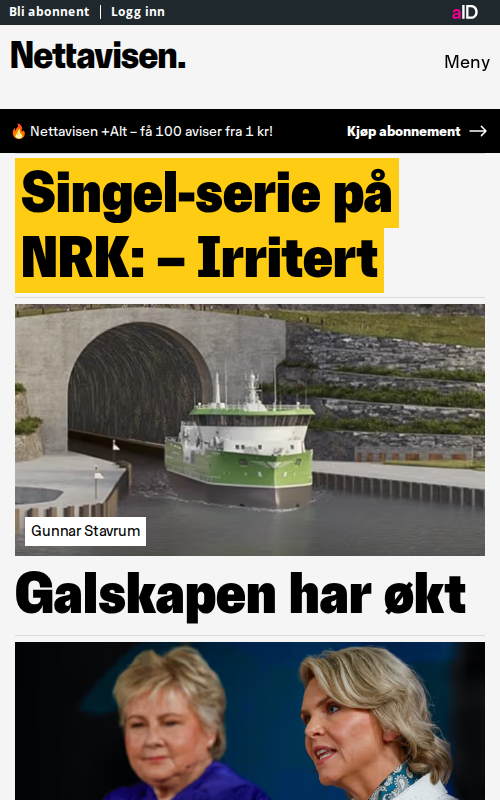 Bli abonnent
Logg inn
aID
Nettavisen.
Meny
Nettavisen +Alt – få 100 aviser fra 1 kr!
Kjøp abonnement
Singel-serie på
NRK: – Irritert
Gunnar Stavrum
Galskapen har økt